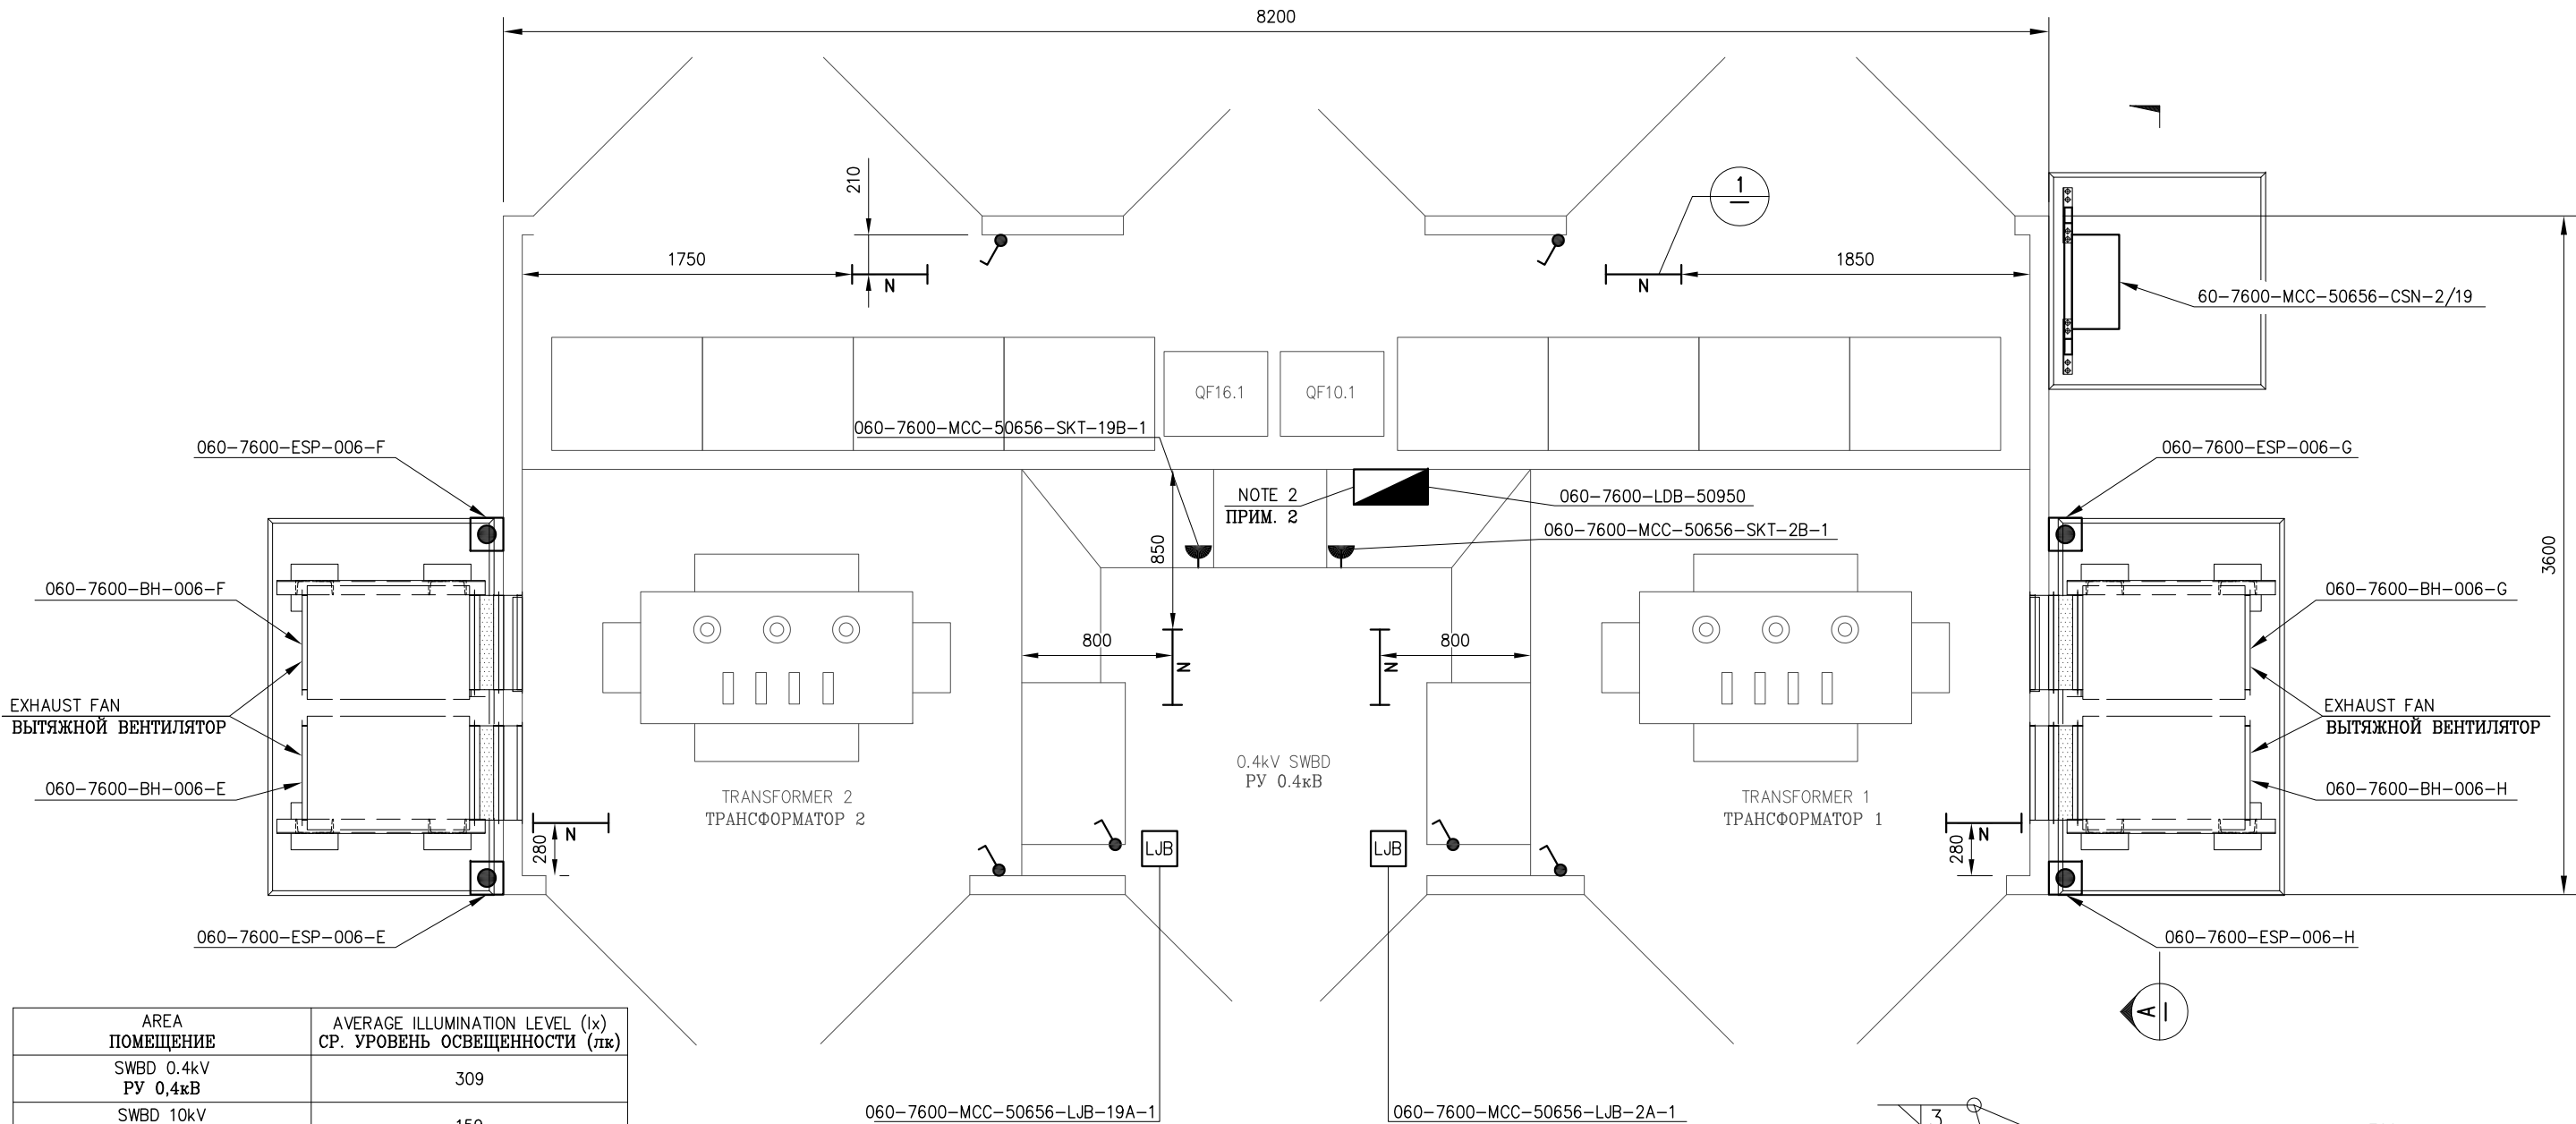 8200
210
1
1750
N
N
1850
60-7600-MCC-50656-CSN-2/19
QF16.1
QF10.1
060-7600-MCC-50656-SKT-19B-1
060-7600-ESP-006-F
060-7600-ESP-006-G
NOTE 2
ПРИМ. 2
060-7600-LDB-50950
060-7600-MCC-50656-SKT-2B-1
850
3600
060-7600-BH-006-F
060-7600-BH-006-G
800
N
N
800
EXHAUST FAN
ВЫТЯЖНОЙ ВЕНТИЛЯТОР
EXHAUST FAN
ВЫТЯЖНОЙ ВЕНТИЛЯТОР
0.4kV SWBD
РУ 0.4кВ
060-7600-BH-006-E
060-7600-BH-006-H
TRANSFORMER 2
ТРАНСФОРМАТОР 2
TRANSFORMER 1
ТРАНСФОРМАТОР 1
N
280
LJB
LJB
N
280
060-7600-ESP-006-E
060-7600-ESP-006-H
A
AREA
ПОМЕЩЕНИЕ
AVERAGE ILLUMINATION LEVEL (lx)
СР. УРОВЕНЬ ОСВЕЩЕННОСТИ (лк)
SWBD 0.4kV
РУ 0,4кВ
309
SWBD 10kV
060-7600-MCC-50656-LJB-19A-1
060-7600-MCC-50656-LJB-2A-1
3